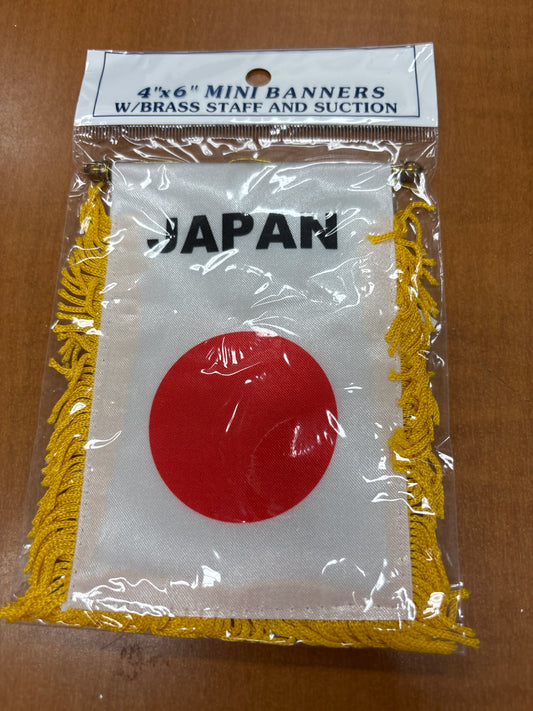 4"x6" MINI BANNERS
W/BRASS STAFF AND SUCTION
JAPAN